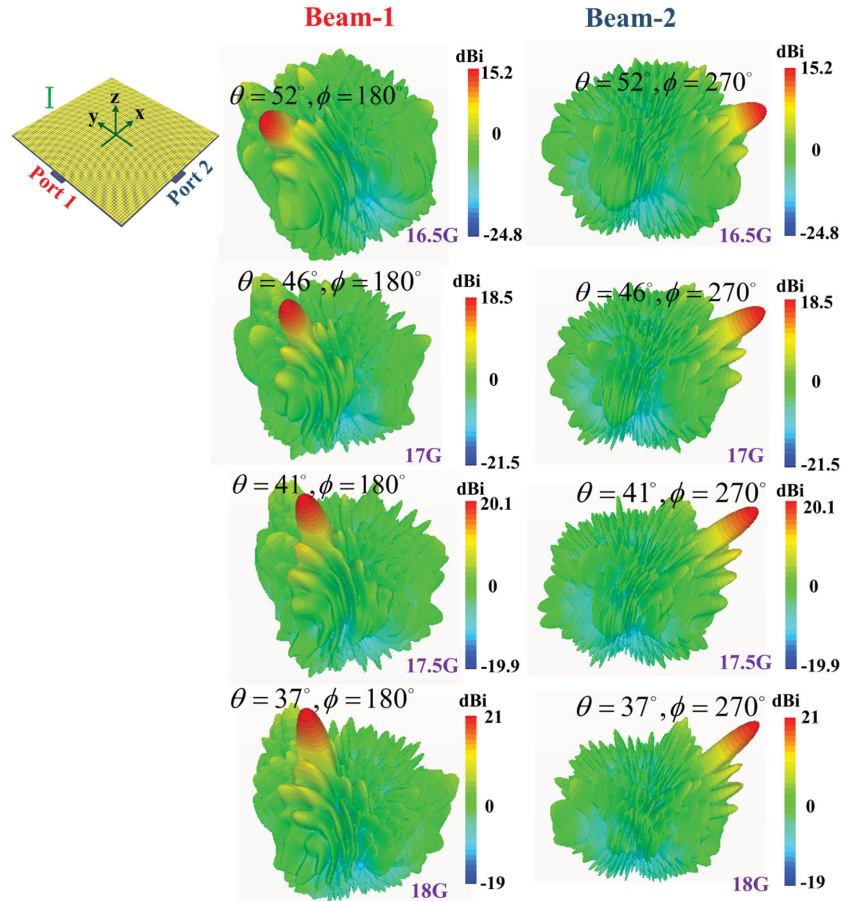 Beam-1
Beam-2
I
z
y
x
Port 1
Port 2
dBi
15.2
0
-24.8
θ = 52°, ϕ = 180°
16.5G
dBi
15.2
0
-24.8
θ = 52°, ϕ = 270°
16.5G
dBi
18.5
0
-21.5
θ = 46°, ϕ = 180°
17G
dBi
18.5
0
-21.5
θ = 46°, ϕ = 270°
17G
dBi
20.1
0
-19.9
θ = 41°, ϕ = 180°
17.5G
dBi
20.1
0
-19.9
θ = 41°, ϕ = 270°
17.5G
dBi
21
0
-19
θ = 37°, ϕ = 180°
18G
dBi
21
0
-19
θ = 37°, ϕ = 270°
18G